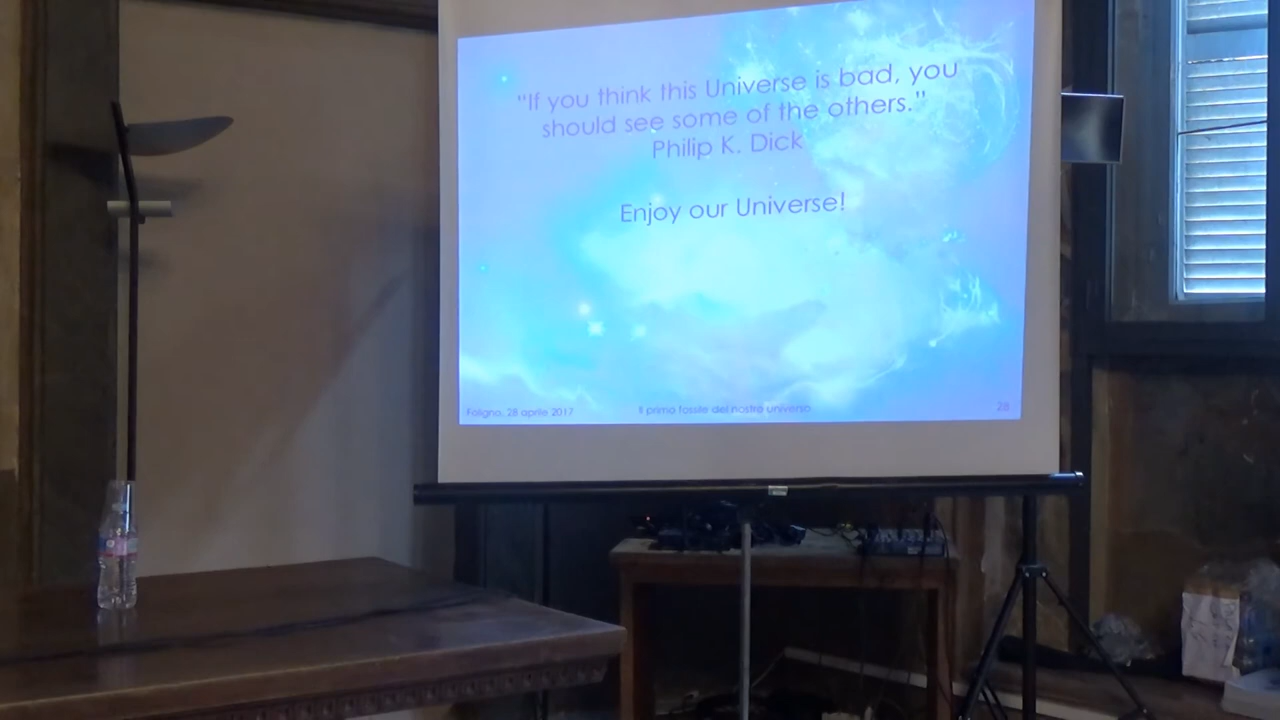 “If you think this Universe is bad, you
should see some of the others.”
Philip K. Dick
Enjoy our Universe!
Foligno, 28 aprile 2017
Il primo fossile del nostro universo
28